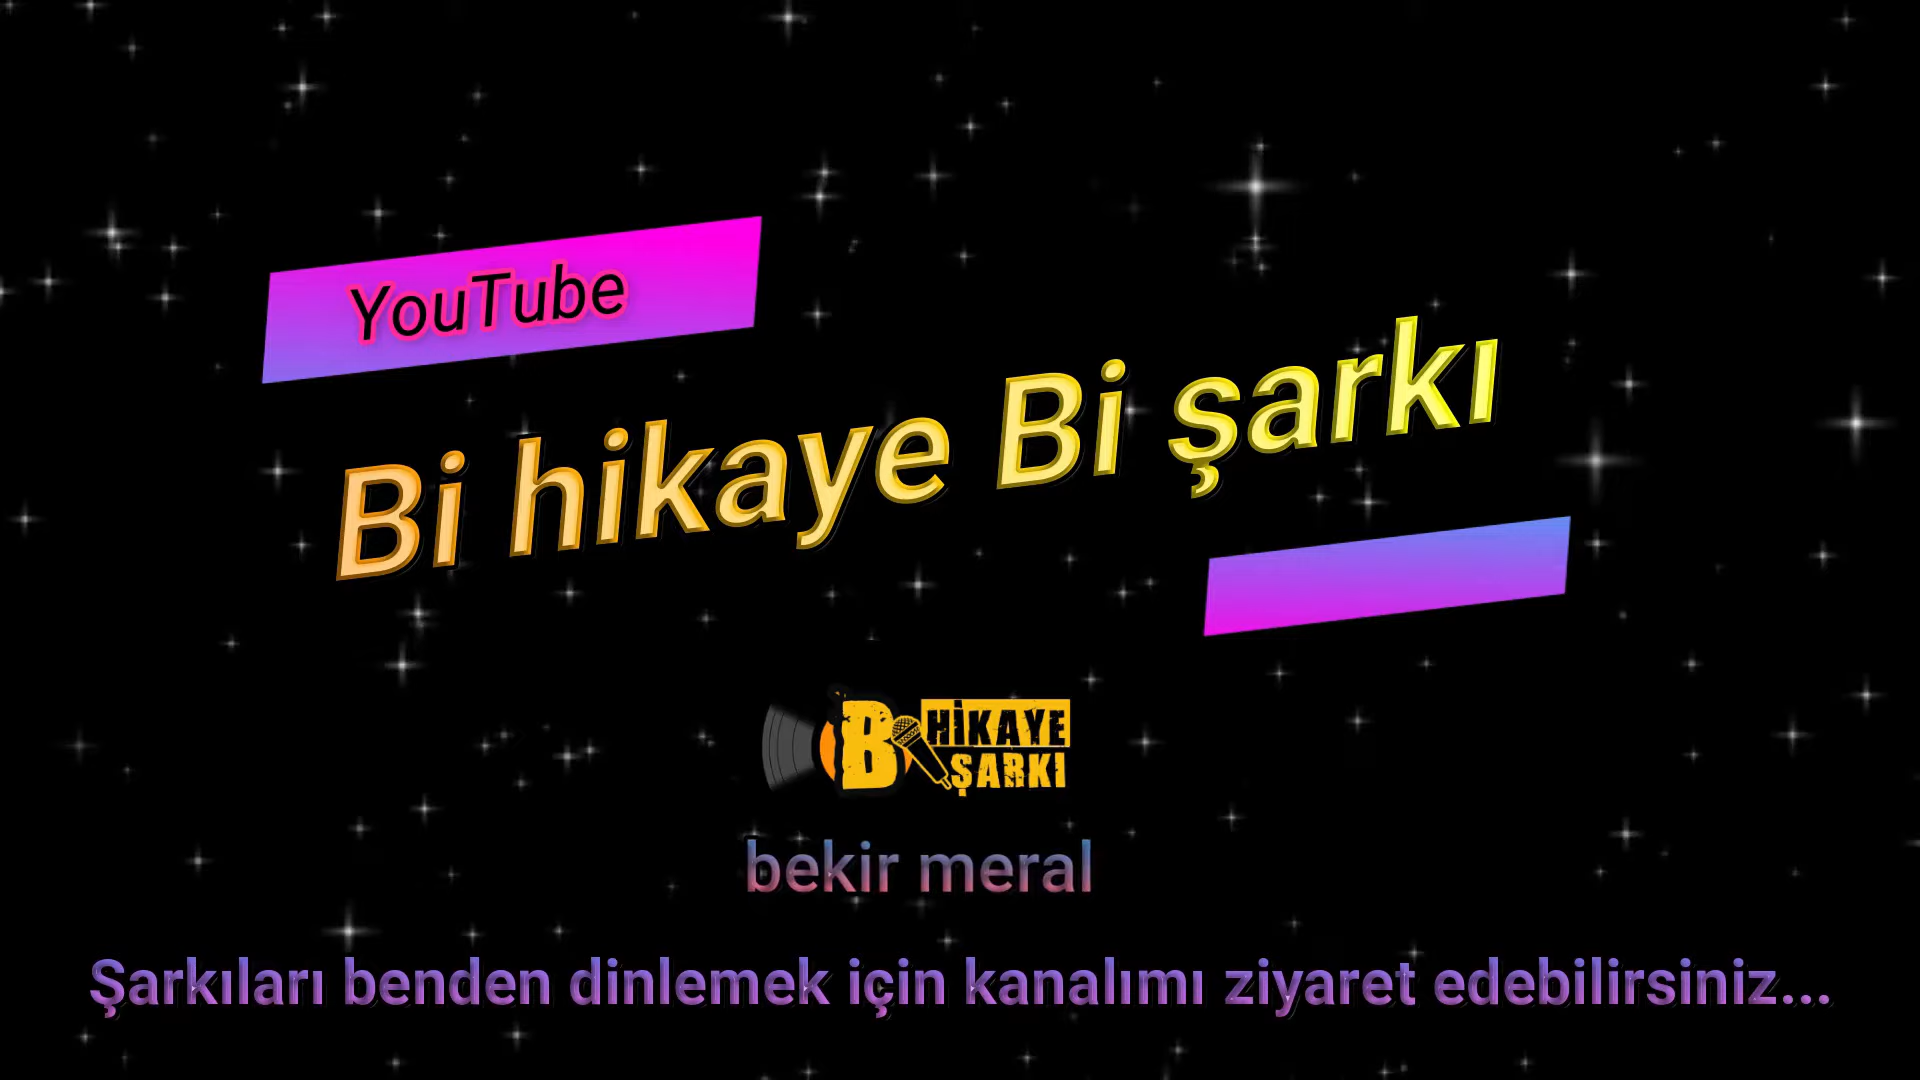 YouTube
Bi hikaye Bi şarkı
B HİKAYE
ŞARKI
bekir meral
Şarkıları benden dinlemek için kanalımı ziyaret edebilirsiniz...